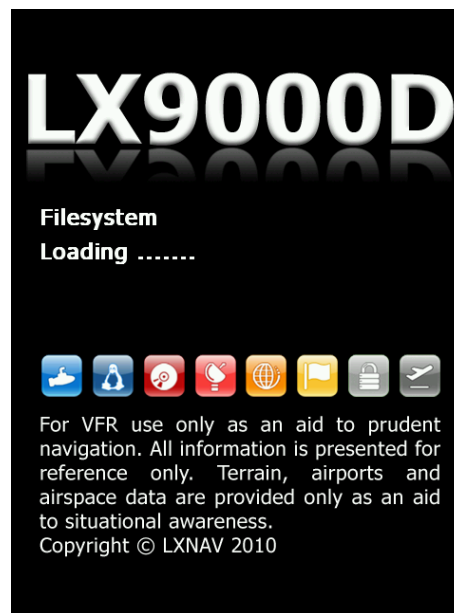 LX9000D
Filesystem
Loading .......
For VFR use only as an aid to prudent
navigation. All information is presented for
reference only. Terrain, airports and
airspace data are provided only as an aid
to situational awareness.
Copyright © LXNAV 2010